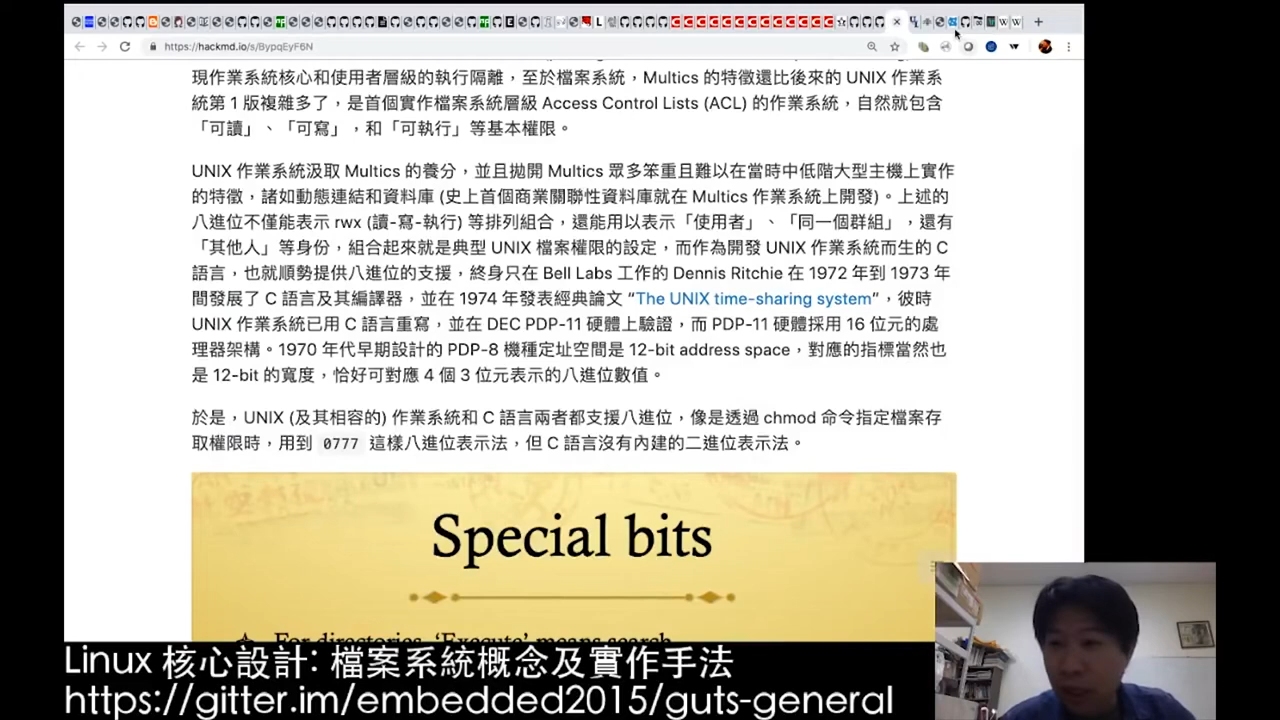 https://hackmd.io/s/BypqEyF6N
現作業系統核心和使用者層級的執行隔離，至於檔案系統，Multics 的特徵還比後來的 UNIX 作業系
統第 1 版複雜多了，是首個實作檔案系統層級 Access Control Lists (ACL) 的作業系統，自然就包含
「可讀」、「可寫」，和「可執行」等基本權限。
UNIX 作業系統汲取 Multics 的養分，並且拋開 Multics 眾多笨重且難以在當時中低階大型主機上實作
的特徵，諸如動態連結和資料庫 (史上首個商業關聯性資料庫就在 Multics 作業系統上開發)。上述的
八進位不僅能表示 rwx (讀-寫-執行) 等排列組合，還能用以表示「使用者」、「同一個群組」，還有
「其他人」等身份，組合起來就是典型 UNIX 檔案權限的設定，而作為開發 UNIX 作業系統而生的 C
語言，也就順勢提供八進位的支援，終身只在 Bell Labs 工作的 Dennis Ritchie 在 1972 年到 1973 年
間發展了 C 語言及其編譯器，並在 1974 年發表經典論文 “The UNIX time-sharing system”，彼時
UNIX 作業系統已用 C 語言重寫，並在 DEC PDP-11 硬體上驗證，而 PDP-11 硬體採用 16 位元的處
理器架構。1970 年代早期設計的 PDP-8 機種定址空間是 12-bit address space，對應的指標當然也
是 12-bit 的寬度，恰好可對應 4 個 3 位元表示的八進位數值。
於是，UNIX (及其相容的) 作業系統和 C 語言兩者都支援八進位，像是透過 chmod 命令指定檔案存
取權限時，用到 0777 這樣八進位表示法，但 C 語言沒有內建的二進位表示法。
Special bits
For directories, ‘Execute’ means search
Linux 核心設計: 檔案系統概念及實作手法
https://gitter.im/embedded2015/guts-general